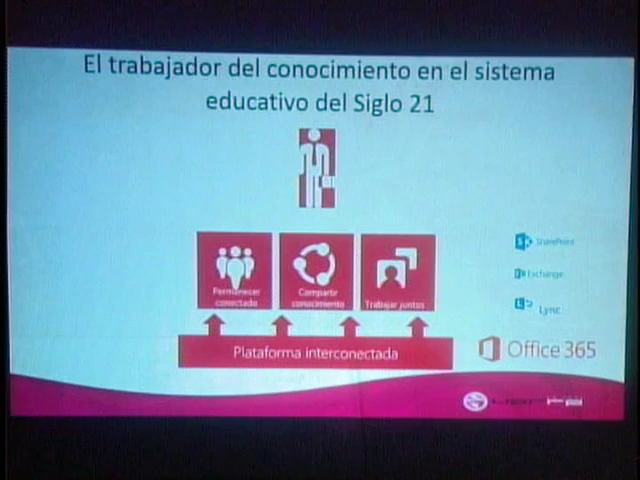 El trabajador del conocimiento en el sistema
educativo del Siglo 21
Permanecer
conectado
Compartir
conocimiento
Trabajar juntos
SharePoint
Exchange
Lync
Plataforma interconectada
Office 365